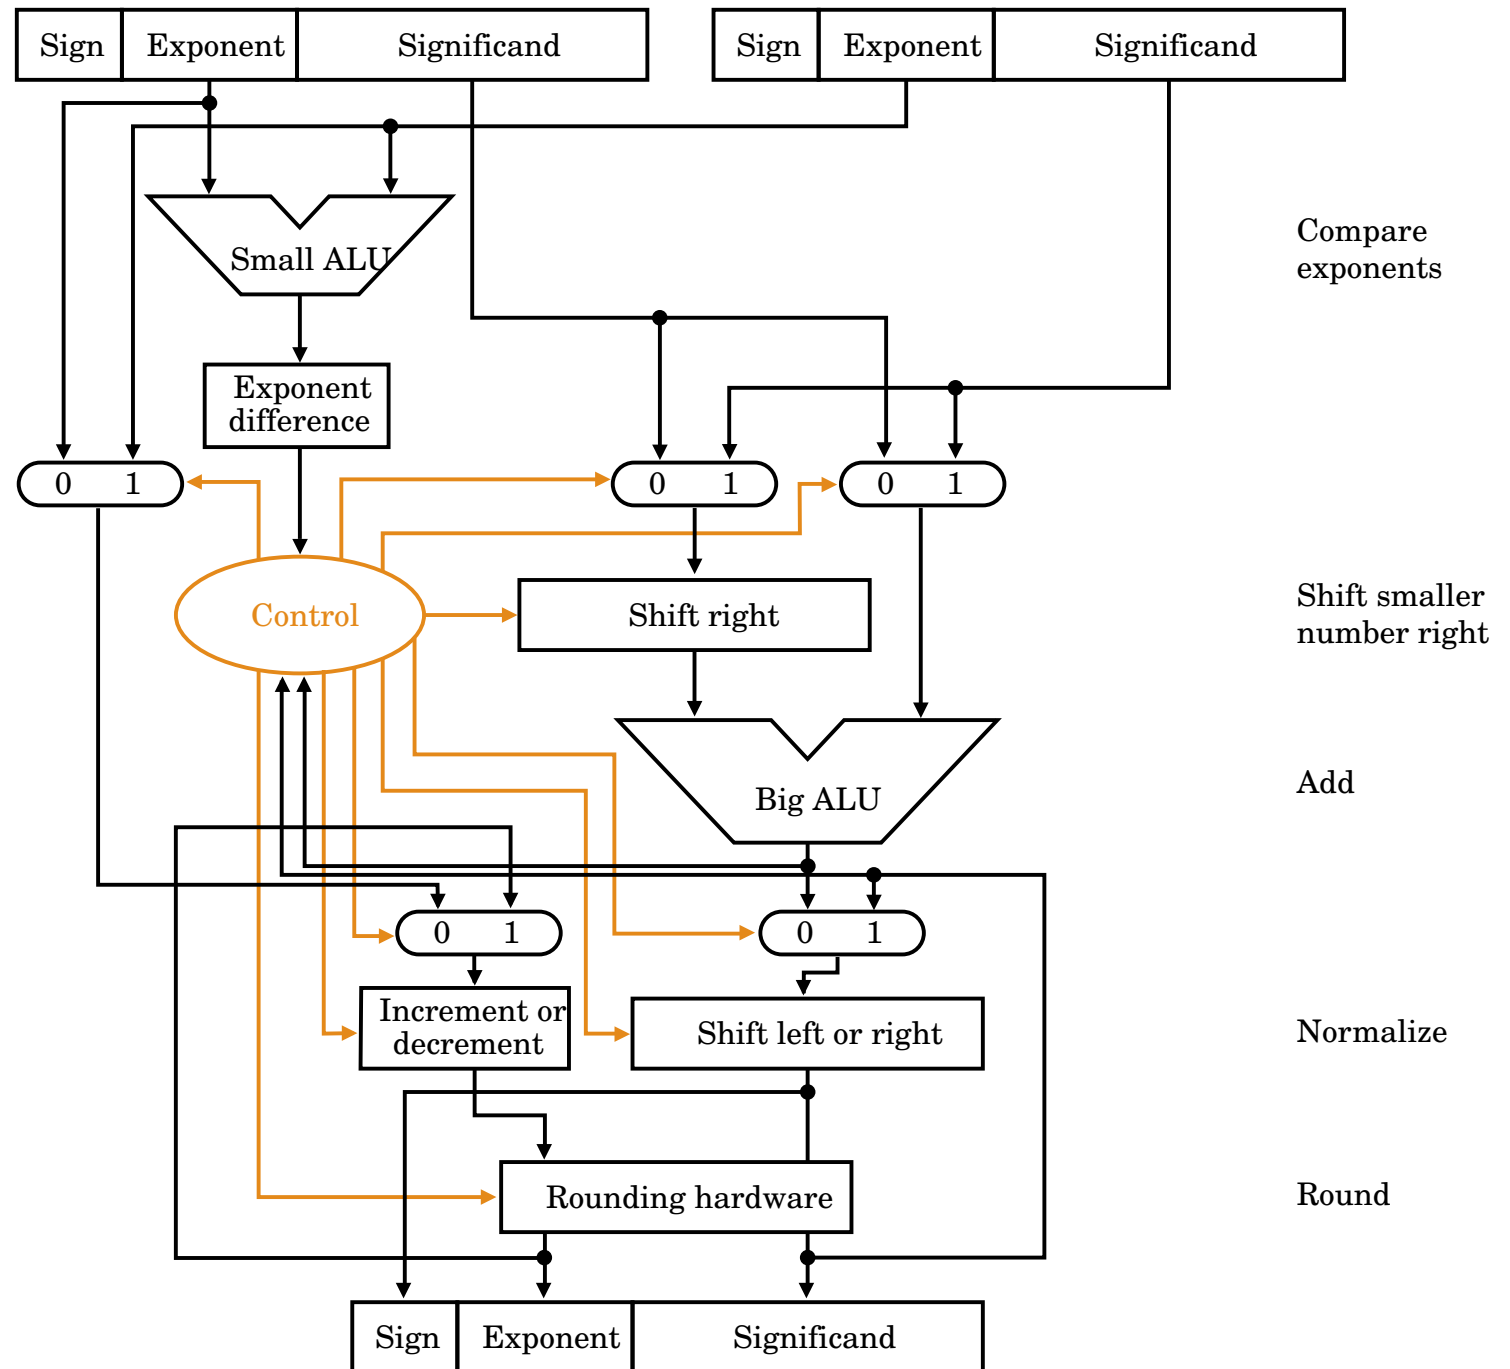 Sign Exponent Significand Sign Exponent Significand
Small ALU
Compare
exponents
Exponent
difference
0 1 0 1 0 1
Control
Shift right
Shift smaller
number right
Big ALU
Add
0 1 0 1
Increment or
decrement
Shift left or right
Normalize
Rounding hardware
Round
Sign Exponent Significand